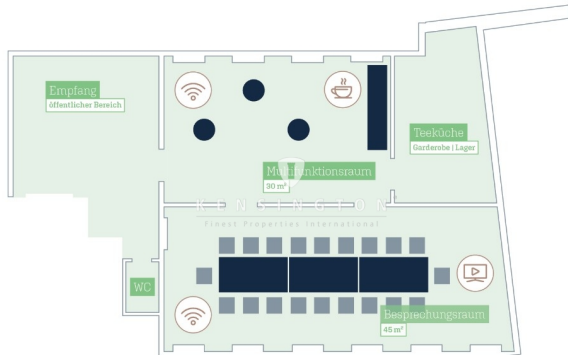 Empfang
öffentlicher Bereich
Teeküche
Garderobe | Lager
Multifunktionsraum
30 m²
KENSINGTON
Finest Properties International
WC
Besprechungsraum
45 m²